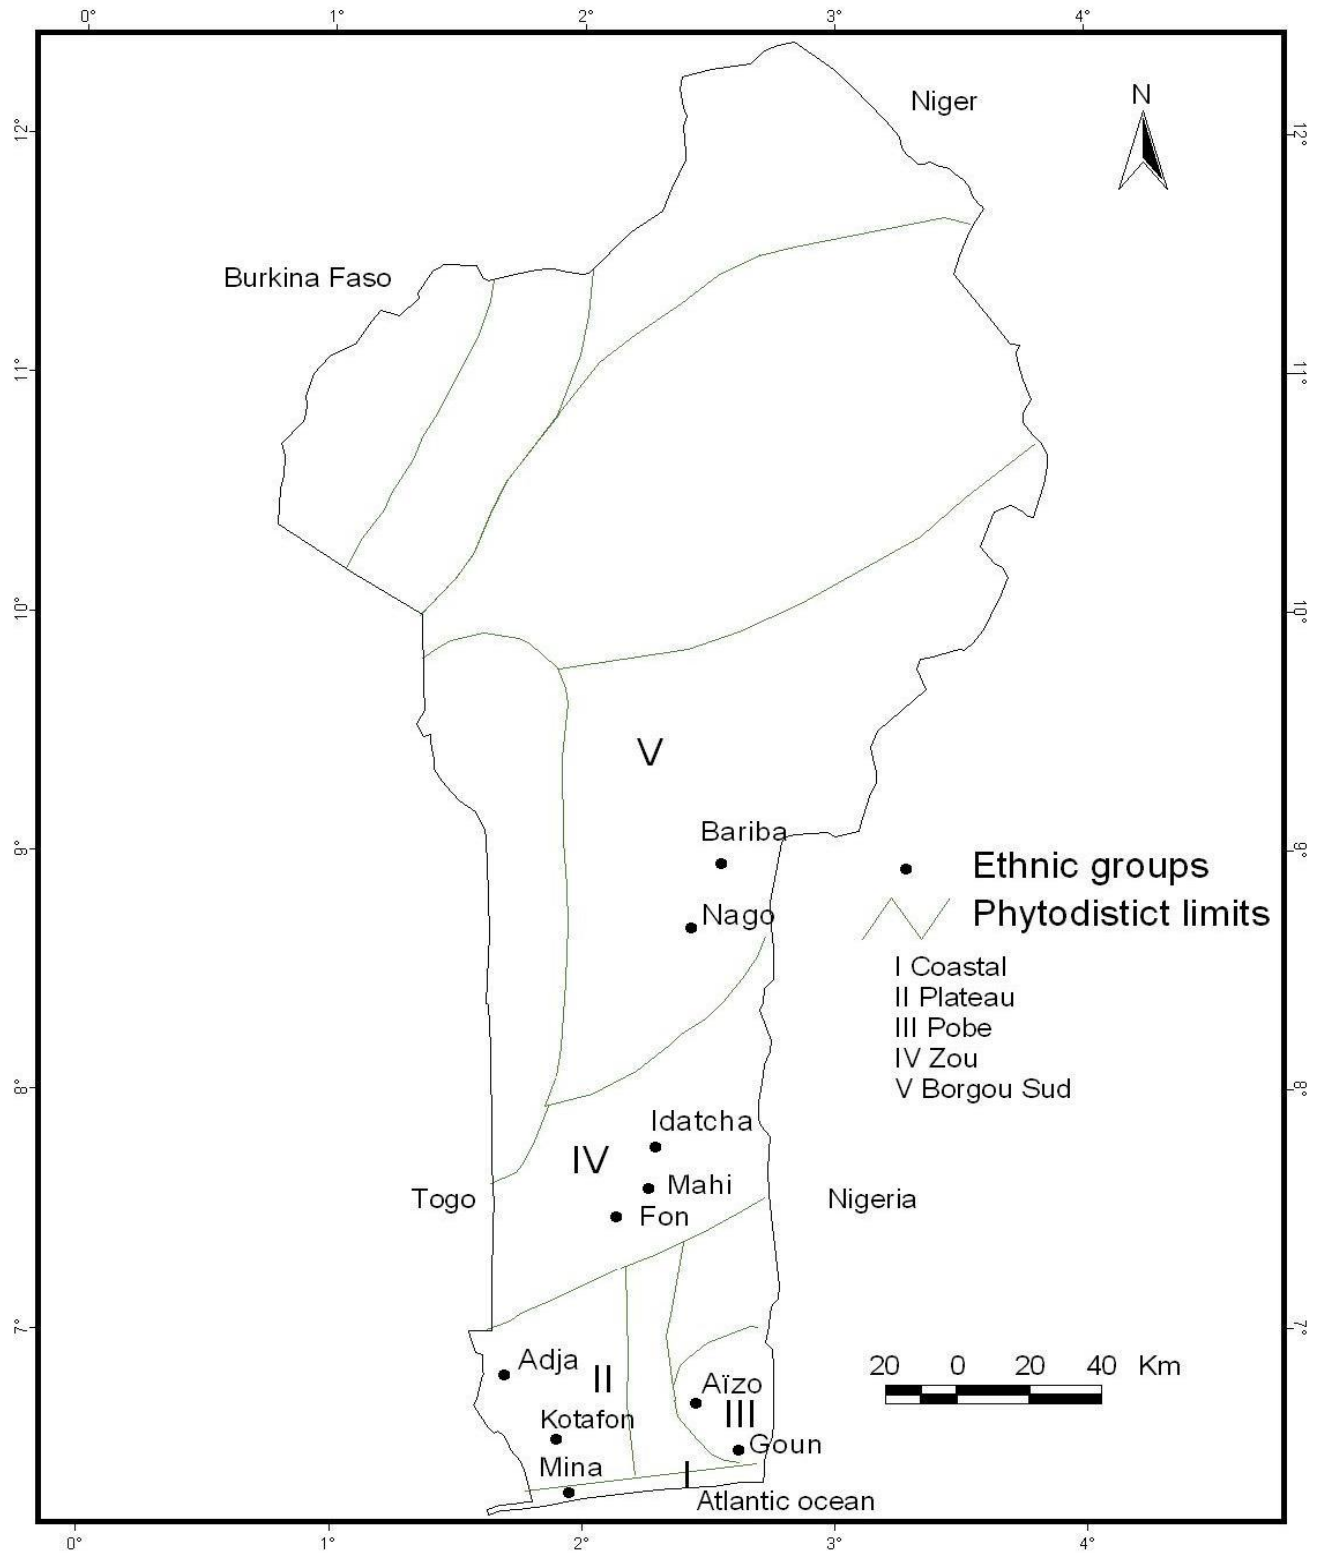 0° 1° 2° 3° 4°
N
Niger
12° 12°
Burkina Faso
11° 11°
10° 10°
V
Bariba
9° 9°
Ethnic groups
Nago
Phytodistict limits
I Coastal
II Plateau
III Pobe
IV Zou
V Borgou Sud
8° 8°
Idatcha
IV
Mahi
Togo
Nigeria
Fon
7° 7°
Adja
II
20 0 20 40 Km
Aïzo
III
Kotafon
Goun
Mina
I
Atlantic ocean
0° 1° 2° 3° 4°